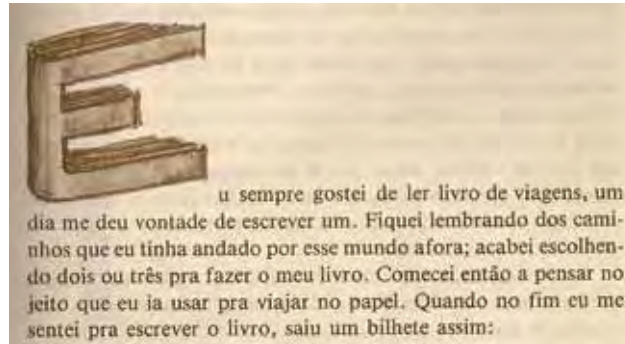 Eu sempre gostei de ler livro de viagens, um
dia me deu vontade de escrever um. Fiquei lembrando dos cami-
nhos que eu tinha andado por esse mundo afora; acabei escolhen-
do dois ou três pra fazer o meu livro. Comecei então a pensar no
jeito que eu ia usar pra viajar no papel. Quando no fim eu me
sentei pra escrever o livro, saiu um bilhete assim: